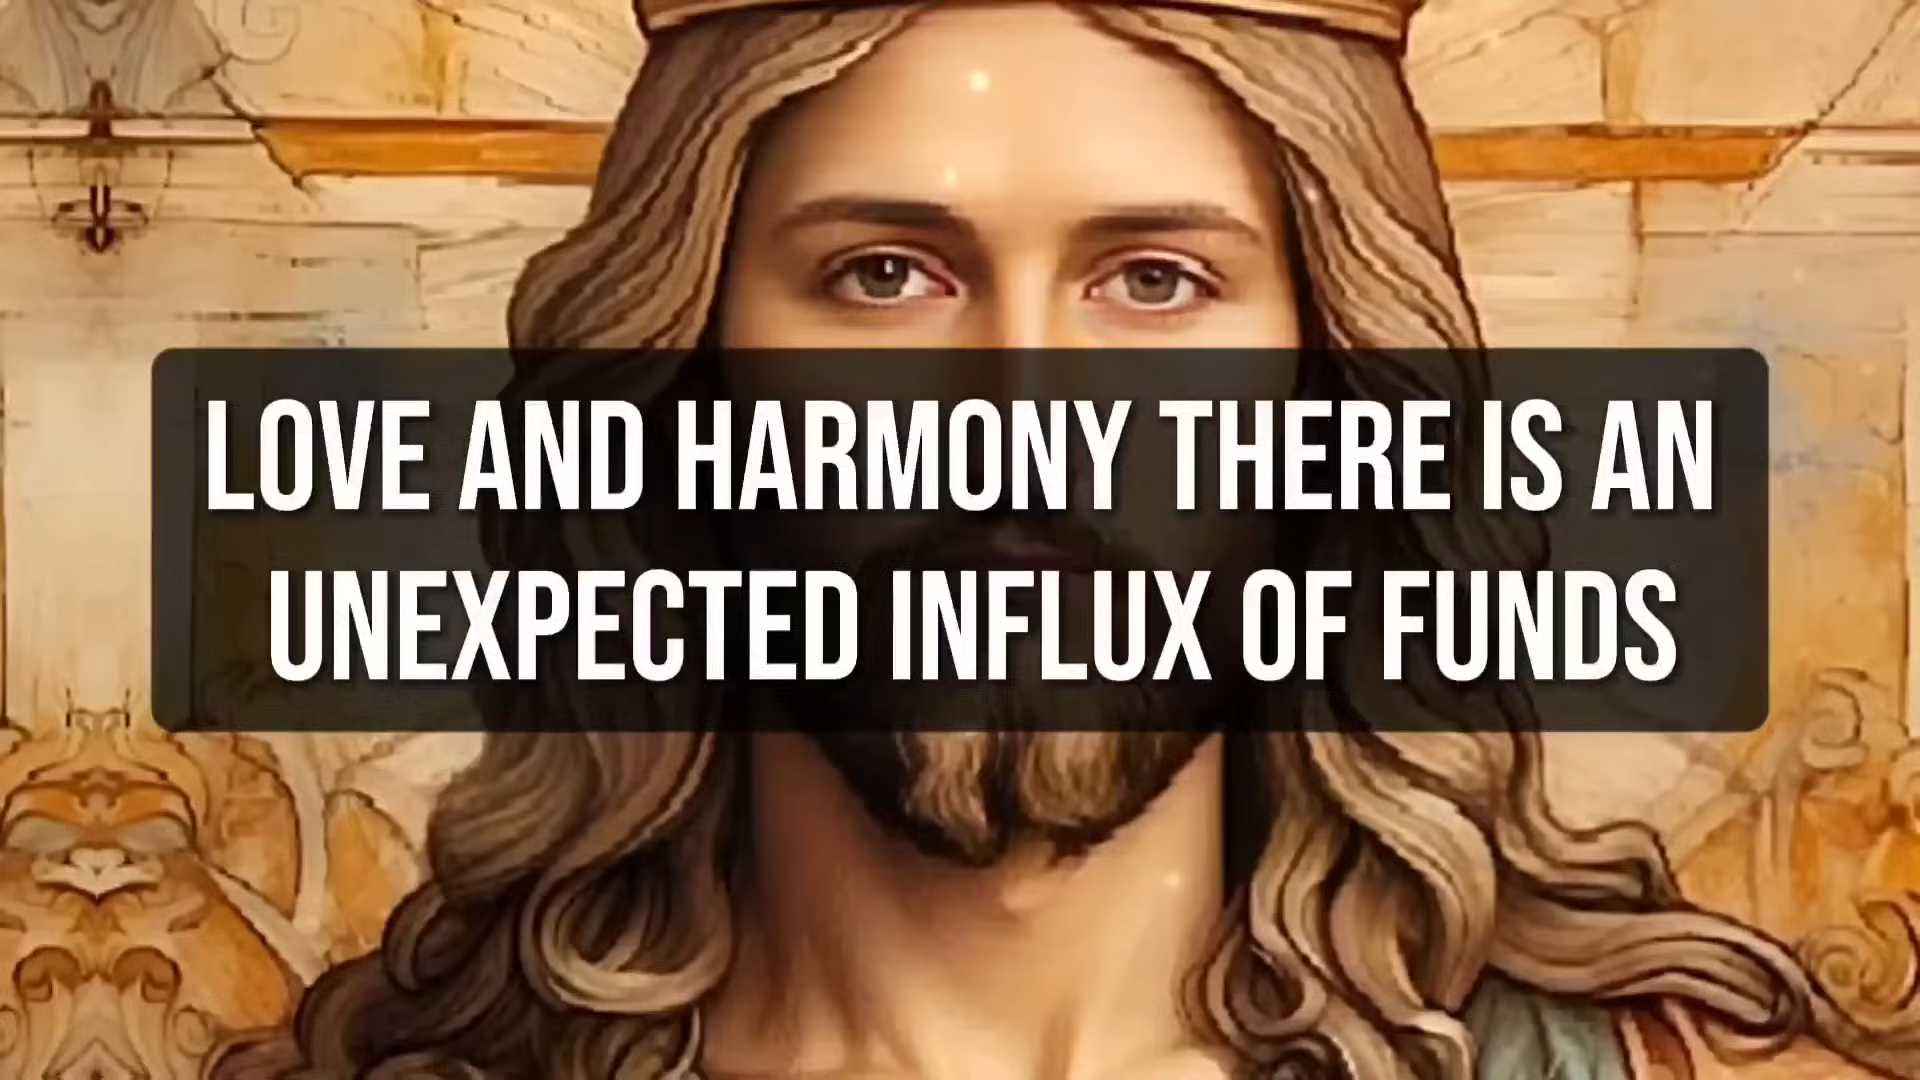 LOVE AND HARMONY THERE IS AN
UNEXPECTED INFLUX OF FUNDS